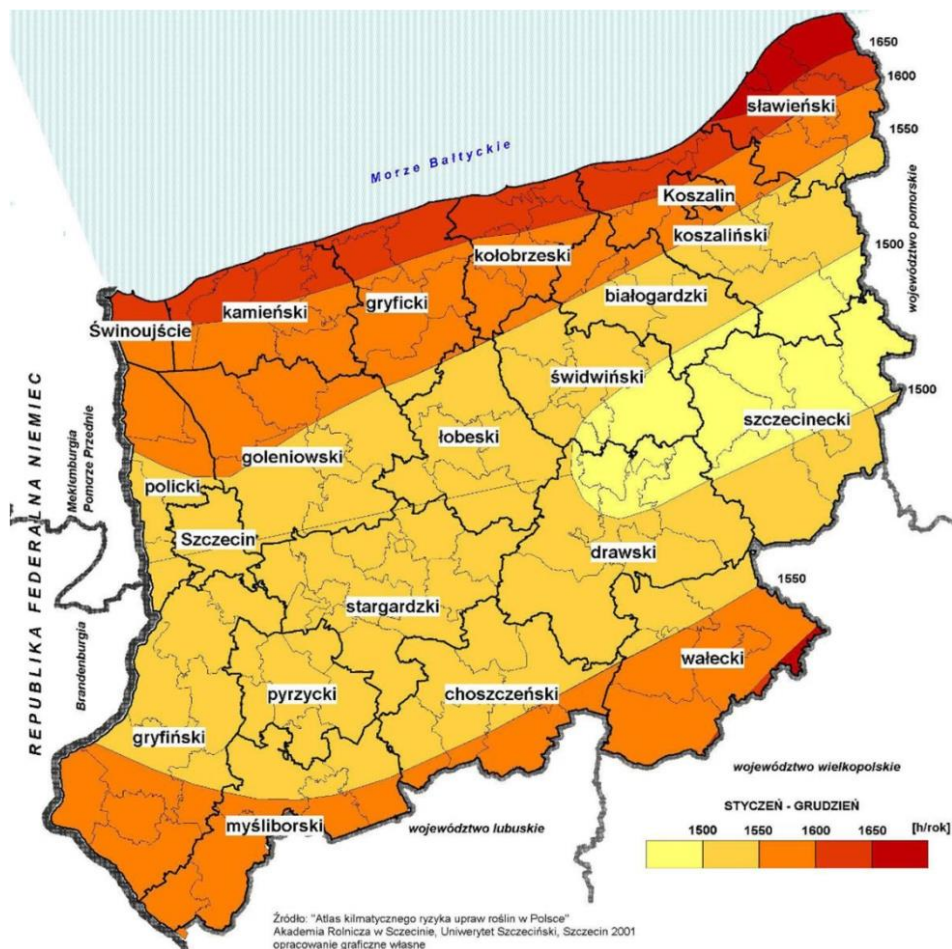 1650
1600
sławieński
1550
Morze Bałtyckie
Koszalin
województwo pomorskie
koszaliński
1500
kołobrzeski
białogardzki
gryficki
kamieński
Świnoujście
świdwiński
1500
szczecinecki
REPUBLIKA FEDERALNA NIEMIEC
Meklemburgia
Pomorze Przednie
łobeski
goleniowski
policki
Szczecin
drawski
1550
stargardzki
Brandenburgia
wałecki
pyrzycki
choszczeński
gryfiński
województwo wielkopolskie
myśliborski
województwo lubuskie
STYCZEŃ - GRUDZIEŃ
1500 1550 1600 1650 [h/rok]
Źródło: "Atlas kilmatycznego ryzyka upraw roślin w Polsce"
Akademia Rolnicza w Sczecinie, Uniwerytet Szczeciński, Szczecin 2001
opracowanie graficzne własne